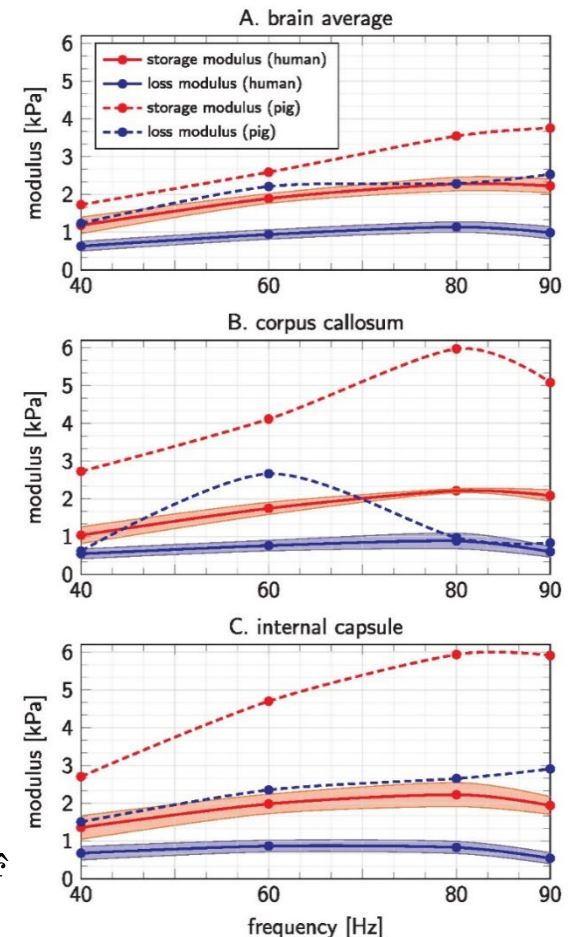 A. brain average
6
5
4
3
2
1
0
modulus [kPa]
storage modulus (human)
loss modulus (human)
storage modulus (pig)
loss modulus (pig)
40 60 80 90
B. corpus callosum
6
5
4
3
2
1
0
modulus [kPa]
40 60 80 90
C. internal capsule
6
5
4
3
2
1
0
modulus [kPa]
40 60 80 90
frequency [Hz]